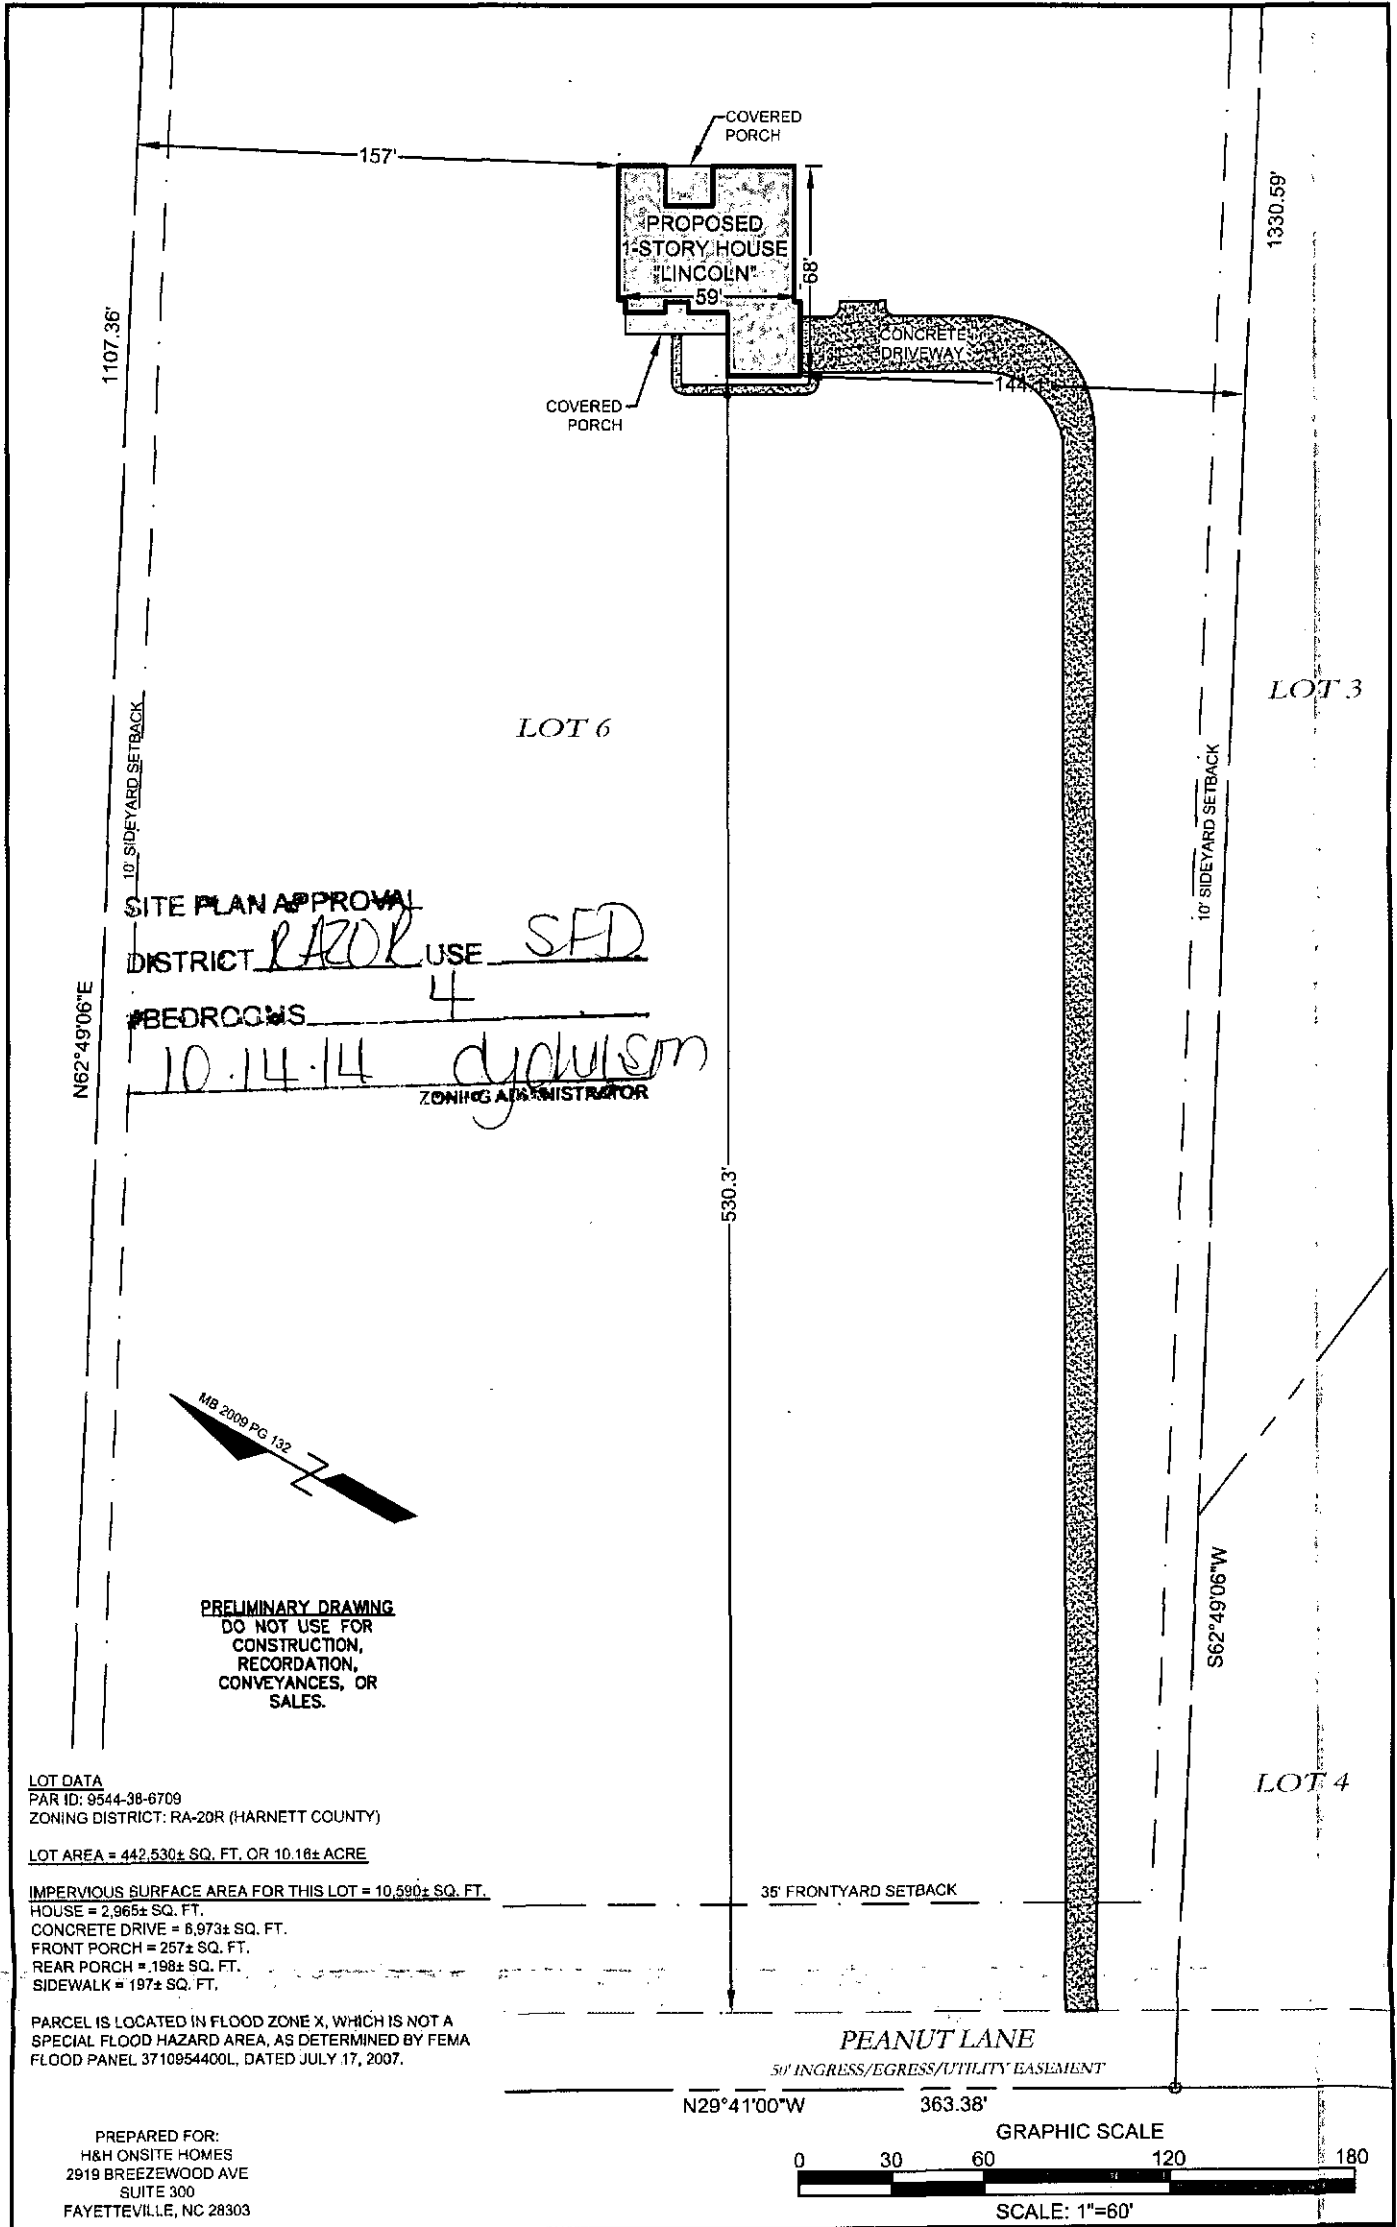 COVERED
PORCH
157'
PROPOSED
1-STORY HOUSE
"LINCOLN"
59'
68'
1330.59'
1107.36'
CONCRETE
DRIVEWAY
144.1'
COVERED
PORCH
LOT 3
LOT 6
10' SIDEYARD SETBACK
10' SIDEYARD SETBACK
SITE PLAN APPROVAL
DISTRICT RA20R USE SFD
#BEDROOMS 4
10.14.14
ZONING ADMINISTRATOR
N62°49'06"E
530.3'
MB 2009 PG 132
S62°49'06"W
PRELIMINARY DRAWING
DO NOT USE FOR
CONSTRUCTION,
RECORDATION,
CONVEYANCES, OR
SALES.
LOT DATA
PAR ID: 9544-38-6709
ZONING DISTRICT: RA-20R (HARNETT COUNTY)
LOT AREA = 442,530± SQ. FT. OR 10.16± ACRE
IMPERVIOUS SURFACE AREA FOR THIS LOT = 10,590± SQ. FT.
HOUSE = 2,965± SQ. FT.
CONCRETE DRIVE = 6,973± SQ. FT.
FRONT PORCH = 257± SQ. FT.
REAR PORCH = 198± SQ. FT.
SIDEWALK = 197± SQ. FT.
PARCEL IS LOCATED IN FLOOD ZONE X, WHICH IS NOT A
SPECIAL FLOOD HAZARD AREA, AS DETERMINED BY FEMA
FLOOD PANEL 3710954400L, DATED JULY 17, 2007.
LOT 4
35' FRONTYARD SETBACK
PEANUT LANE
50' INGRESS/EGRESS/UTILITY EASEMENT
N29°41'00"W 363.38'
PREPARED FOR:
H&H ONSITE HOMES
2919 BREEZEWOOD AVE
SUITE 300
FAYETTEVILLE, NC 28303
GRAPHIC SCALE
0 30 60 120 180
SCALE: 1"=60'